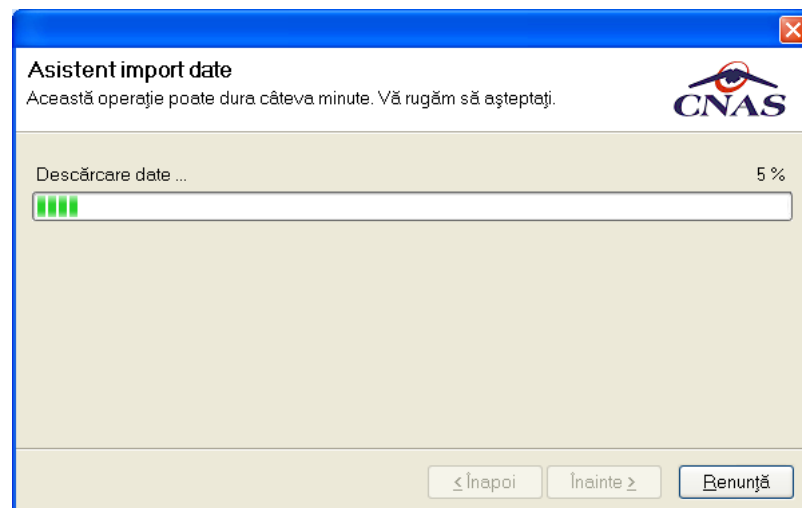 Asistent import date
Această operaţie poate dura câteva minute. Vă rugăm să aşteptaţi.
CNAS
Descărcare date ... 5 %
< Înapoi Înainte > Renunţă